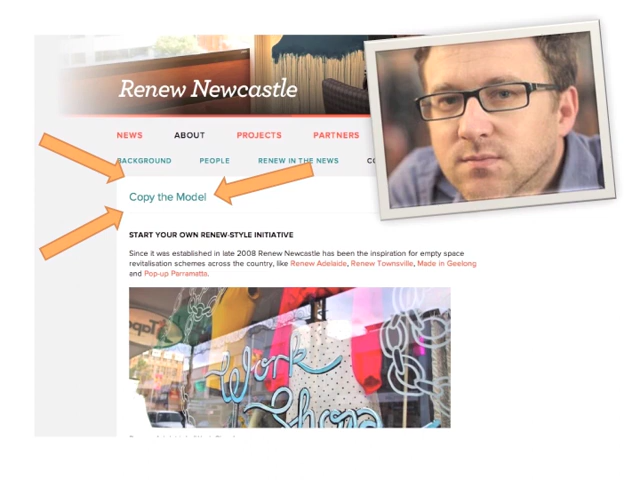 Renew Newcastle
NEWS ABOUT PROJECTS PARTNERS
BACKGROUND PEOPLE RENEW IN THE NEWS
Copy the Model
START YOUR OWN RENEW-STYLE INITIATIVE
Since it was established in late 2008 Renew Newcastle has been the inspiration for empty space
revitalisation schemes across the country, like Renew Adelaide, Renew Townsville, Made in Geelong
and Pop-up Parramatta.
Work
Shop